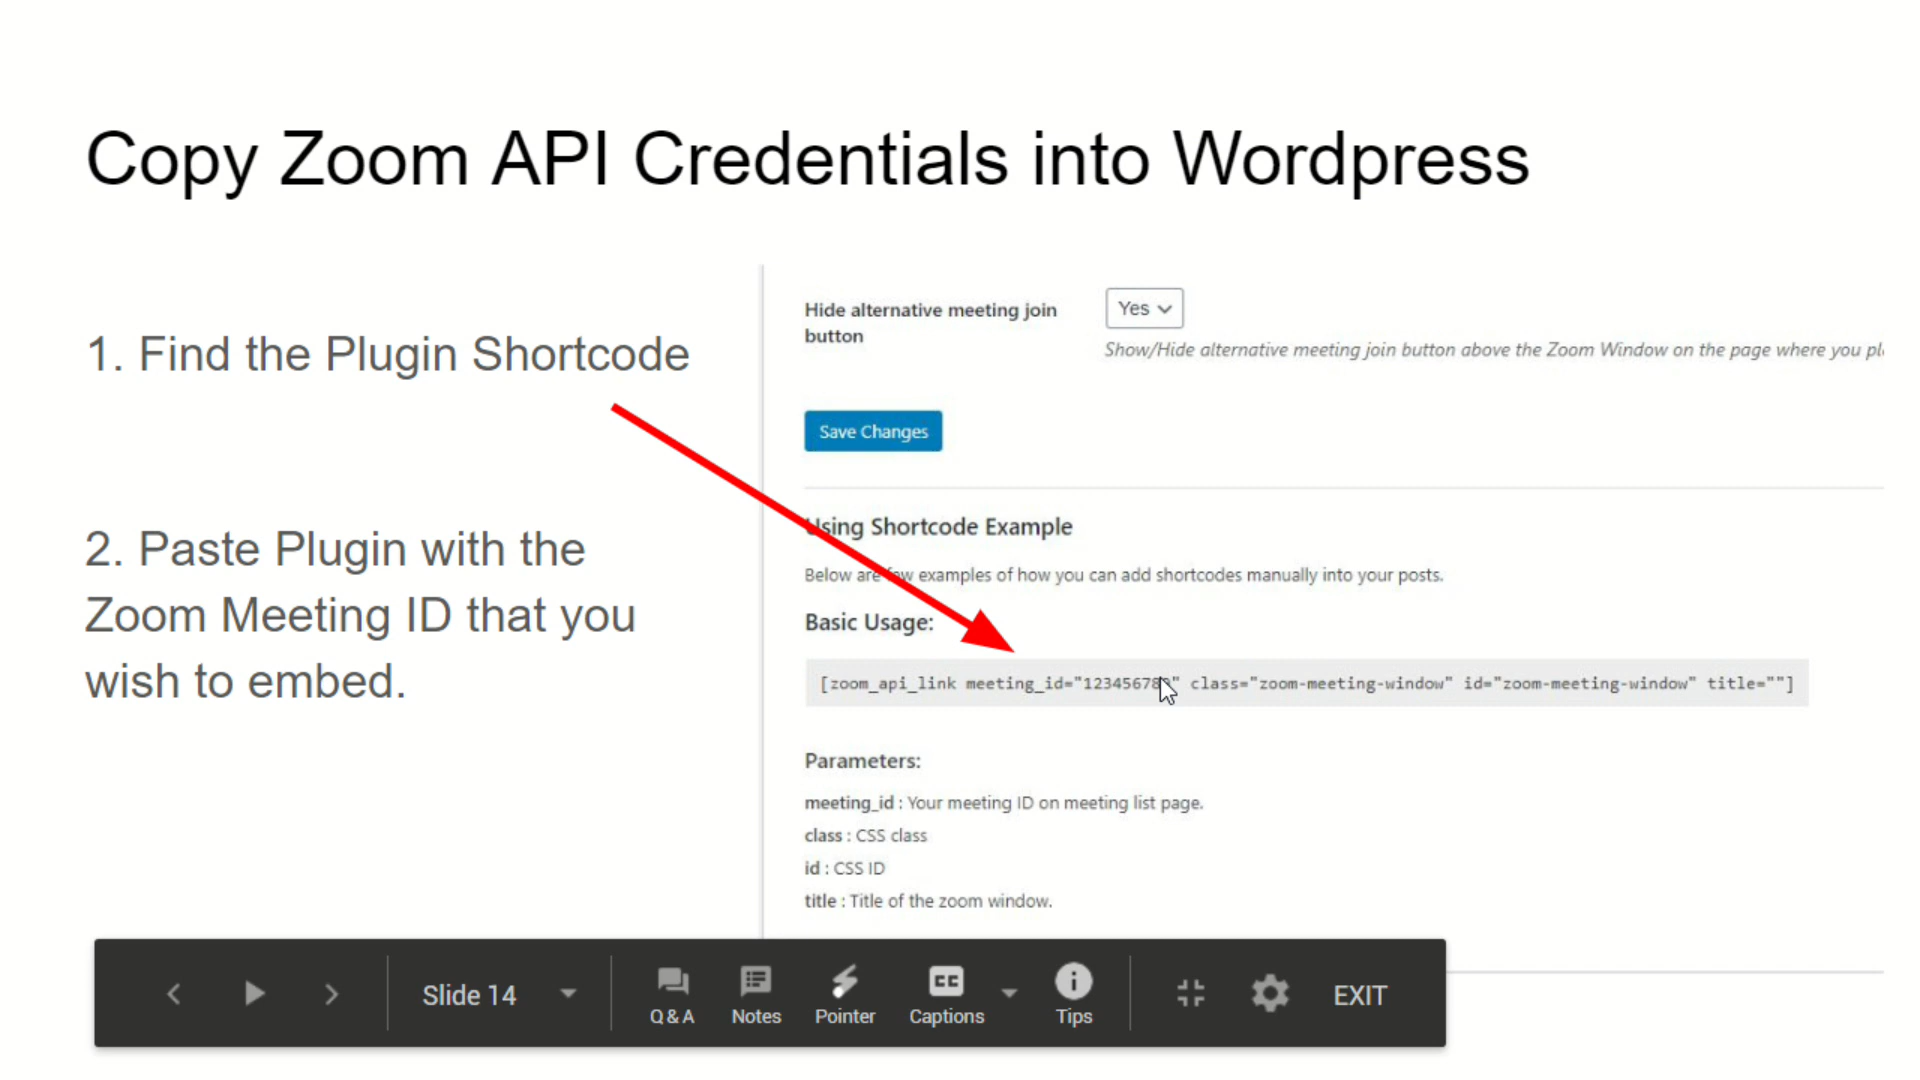 Copy Zoom API Credentials into Wordpress
1. Find the Plugin Shortcode
2. Paste Plugin with the
Zoom Meeting ID that you
wish to embed.
Hide alternative meeting join
button
Yes
Show/Hide alternative meeting join button above the Zoom Window on the page where you pl
Save Changes
Using Shortcode Example
Below are few examples of how you can add shortcodes manually into your posts.
Basic Usage:
[zoom_api_link meeting_id="123456789" class="zoom-meeting-window" id="zoom-meeting-window" title=""]
Parameters:
meeting_id : Your meeting ID on meeting list page.
class : CSS class
id : CSS ID
title : Title of the zoom window.
Slide 14
Q & A
Notes
Pointer
CC
Captions
Tips
EXIT